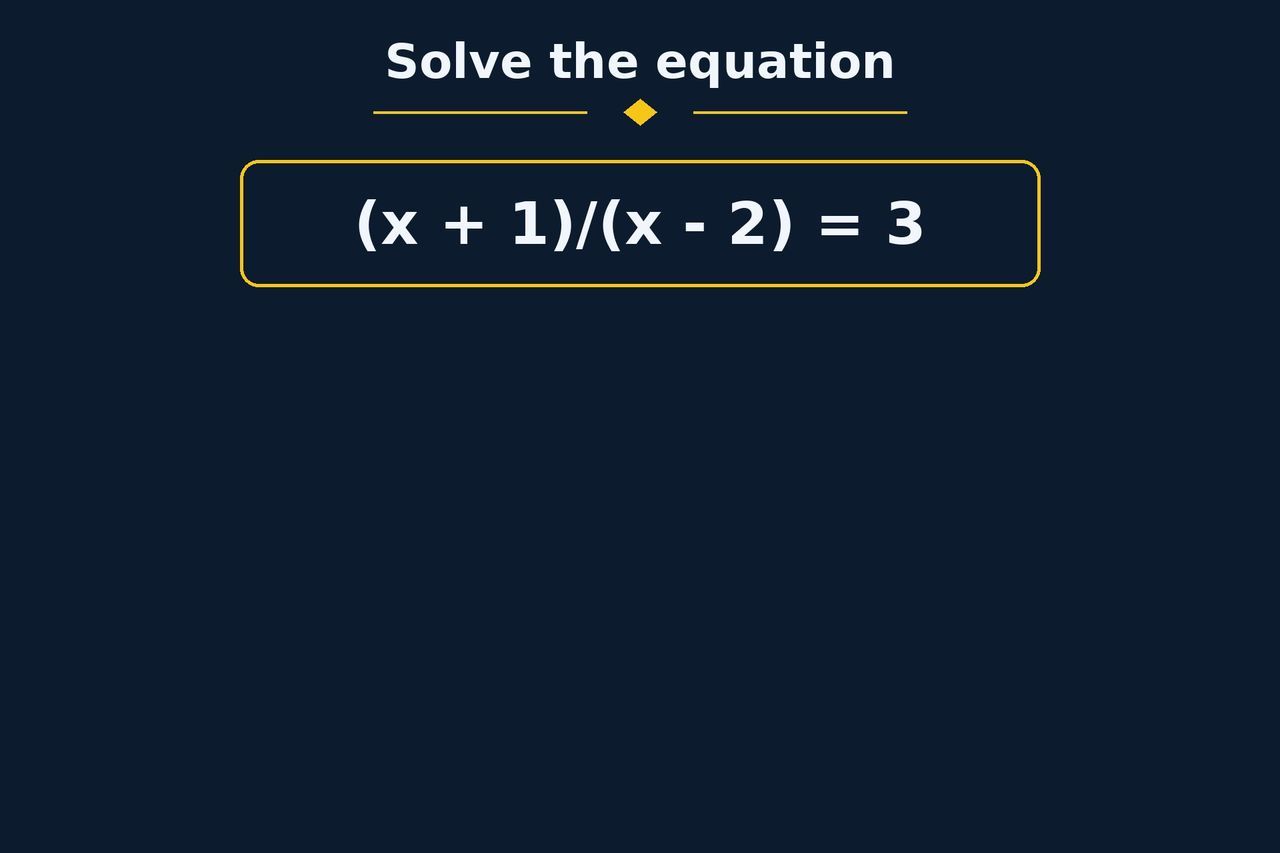 Solve the equation
(x + 1)/(x - 2) = 3